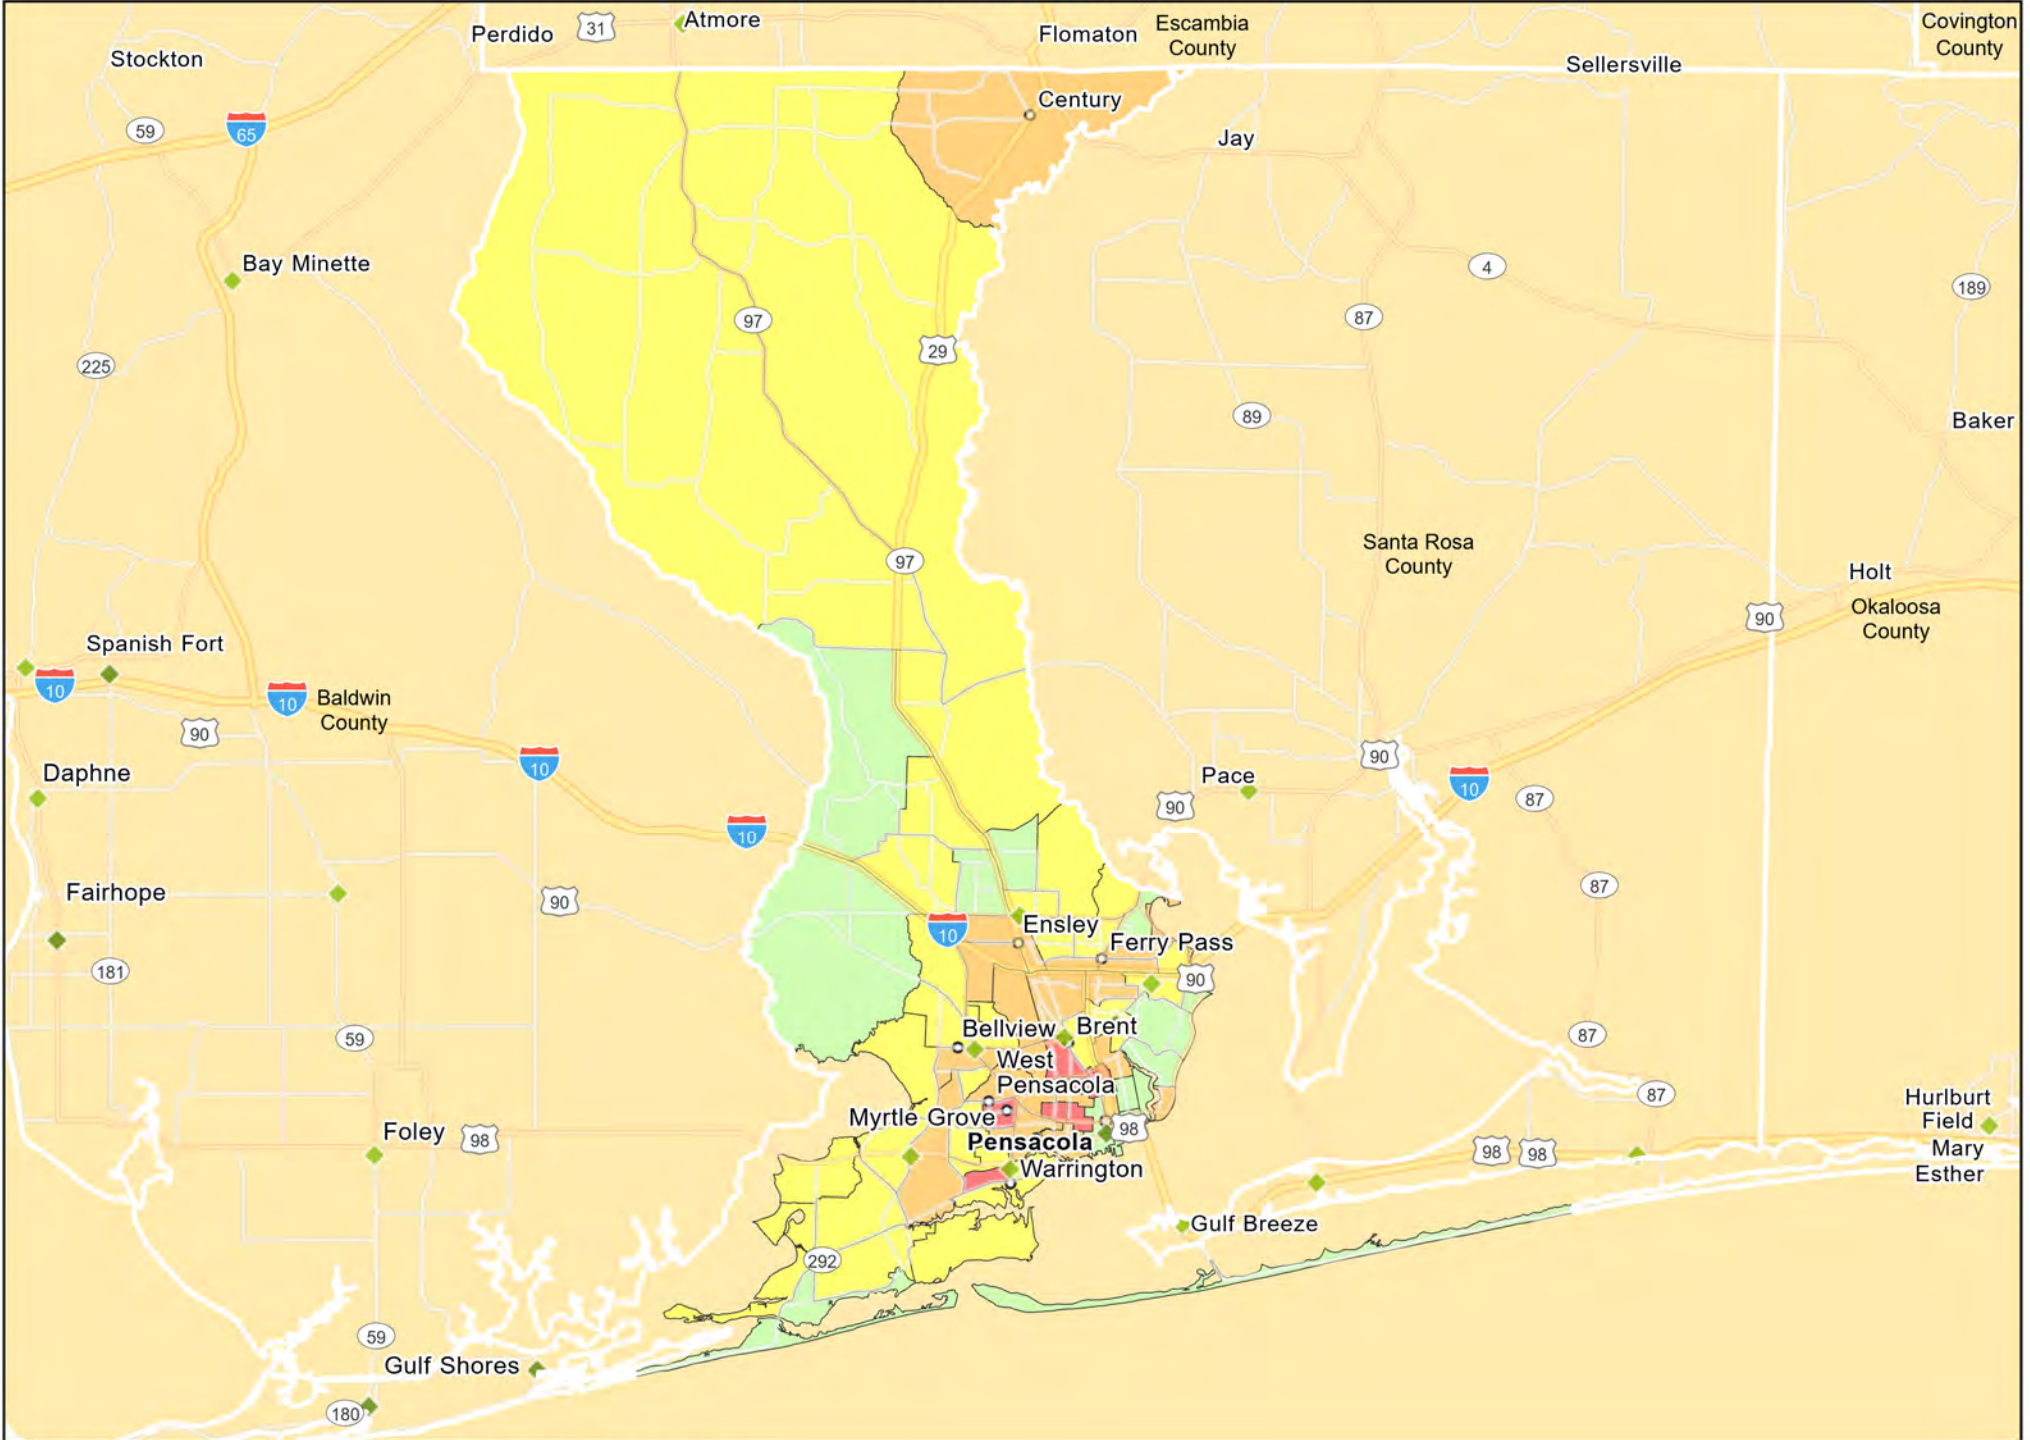 Atmore
Escambia
County
Covington
County
Perdido
31
Flomaton
Stockton
Sellersville
Century
59
65
Jay
Bay Minette
4
189
97
87
29
225
89
Baker
Santa Rosa
County
97
Holt
90
Okaloosa
County
Spanish Fort
10
10
Baldwin
County
90
90
10
Daphne
Pace
10
90
87
10
Fairhope
90
87
Ensley
10
Ferry Pass
181
90
59
Bellview
Brent
87
West
Pensacola
87
Hurlburt
Field
Myrtle Grove
98
Foley
98
Pensacola
98
98
Mary
Esther
Warrington
Gulf Breeze
292
59
Gulf Shores
180